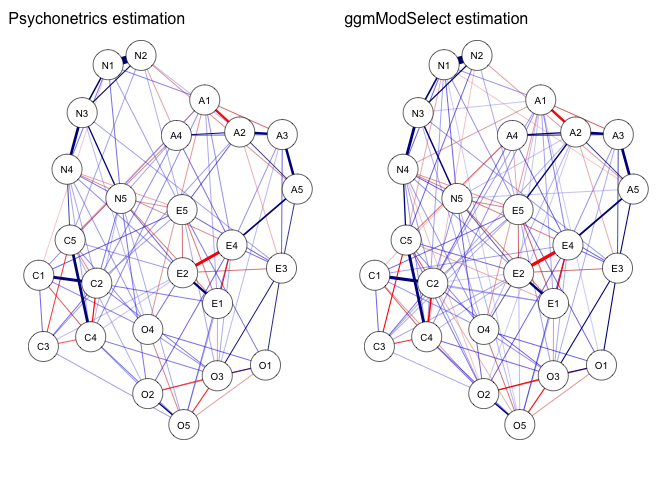 Psychonetrics estimation
N1
N2
N3
A1
A4
A2
A3
N4
A5
N5
E5
C5
E4
C1
C2
E2
E3
E1
C3
C4
O4
O3
O1
O2
O5
ggmModSelect estimation
N1
N2
N3
A1
A4
A2
A3
N4
A5
N5
E5
C5
E4
C1
C2
E2
E3
E1
C3
C4
O4
O3
O1
O2
O5